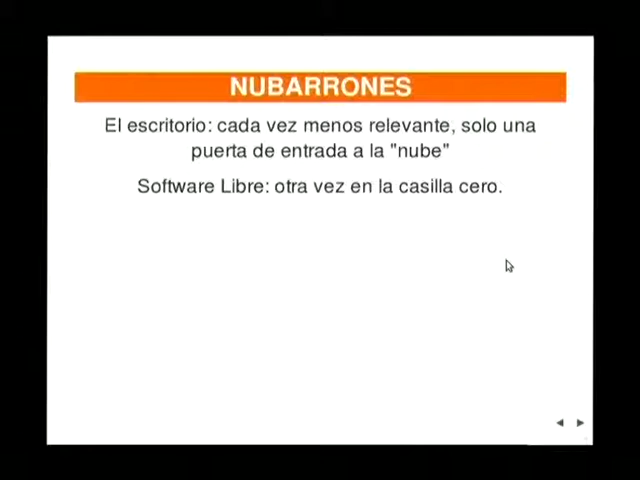 NUBARRONES
El escritorio: cada vez menos relevante, solo una
puerta de entrada a la "nube"
Software Libre: otra vez en la casilla cero.